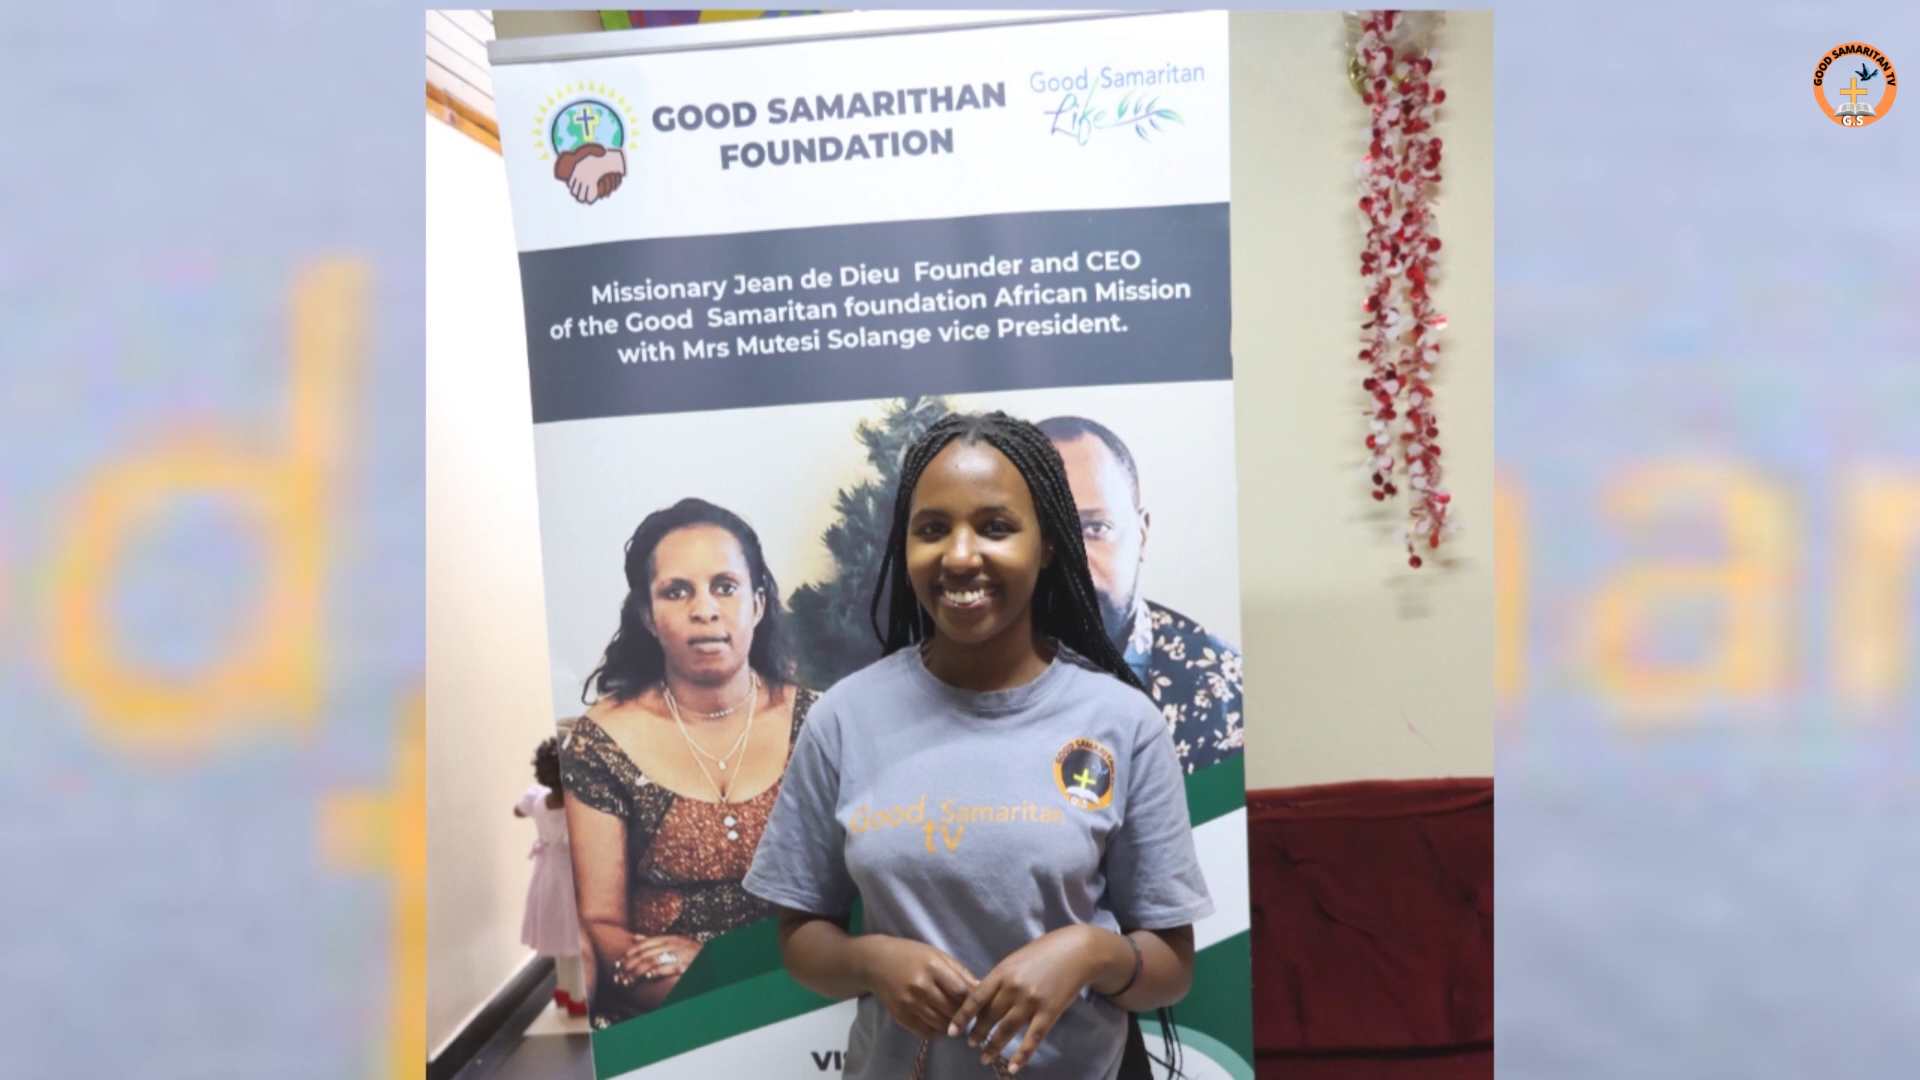 GOOD SAMARITHAN
FOUNDATION
Good Samaritan
Life
Missionary Jean de Dieu Founder and CEO
of the Good Samaritan foundation African Mission
with Mrs Mutesi Solange vice President.
GOOD SAMARITAN TV
G.S
Good Samaritan
tv
G.S